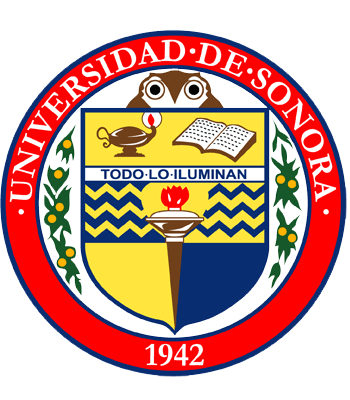 ·UNIVERSIDAD·DE·SONORA·
TODO·LO·ILUMINAN
1942